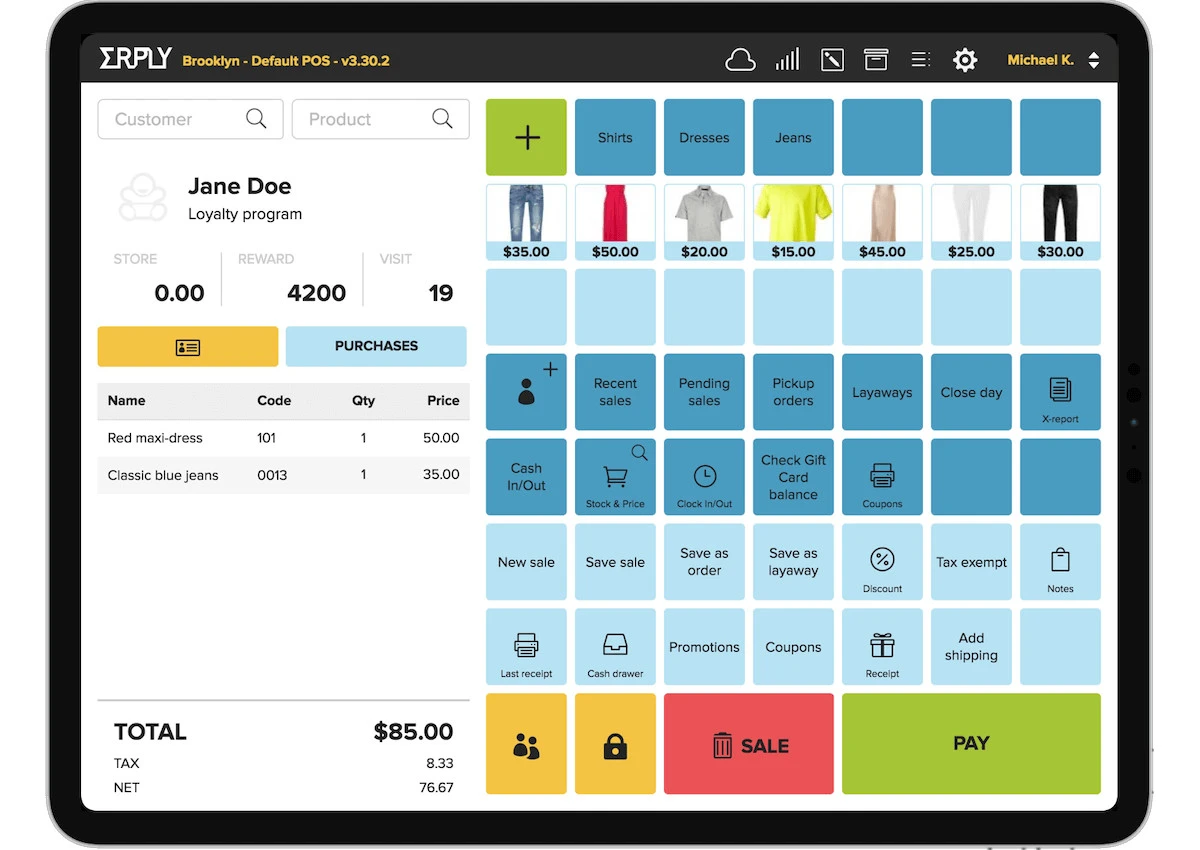 ΣRPLY Brooklyn - Default POS - v3.30.2
Michael K.
Customer
Product
Jane Doe
Loyalty program
STORE REWARD VISIT
0.00 4200 19
PURCHASES
Name Code Qty Price
Red maxi-dress 101 1 50.00
Classic blue jeans 0013 1 35.00
TOTAL $85.00
TAX 8.33
NET 76.67
+ Shirts Dresses Jeans
$35.00 $50.00 $20.00 $15.00 $45.00 $25.00 $30.00
Recent
sales
Pending
sales
Pickup
orders
Layaways
Close day
X-report
Cash
In/Out
Stock & Price
Clock In/Out
Check Gift
Card
balance
Coupons
New sale
Save sale
Save as
order
Save as
layaway
Discount
Tax exempt
Notes
Last receipt
Cash drawer
Promotions
Coupons
Receipt
Add
shipping
SALE
PAY